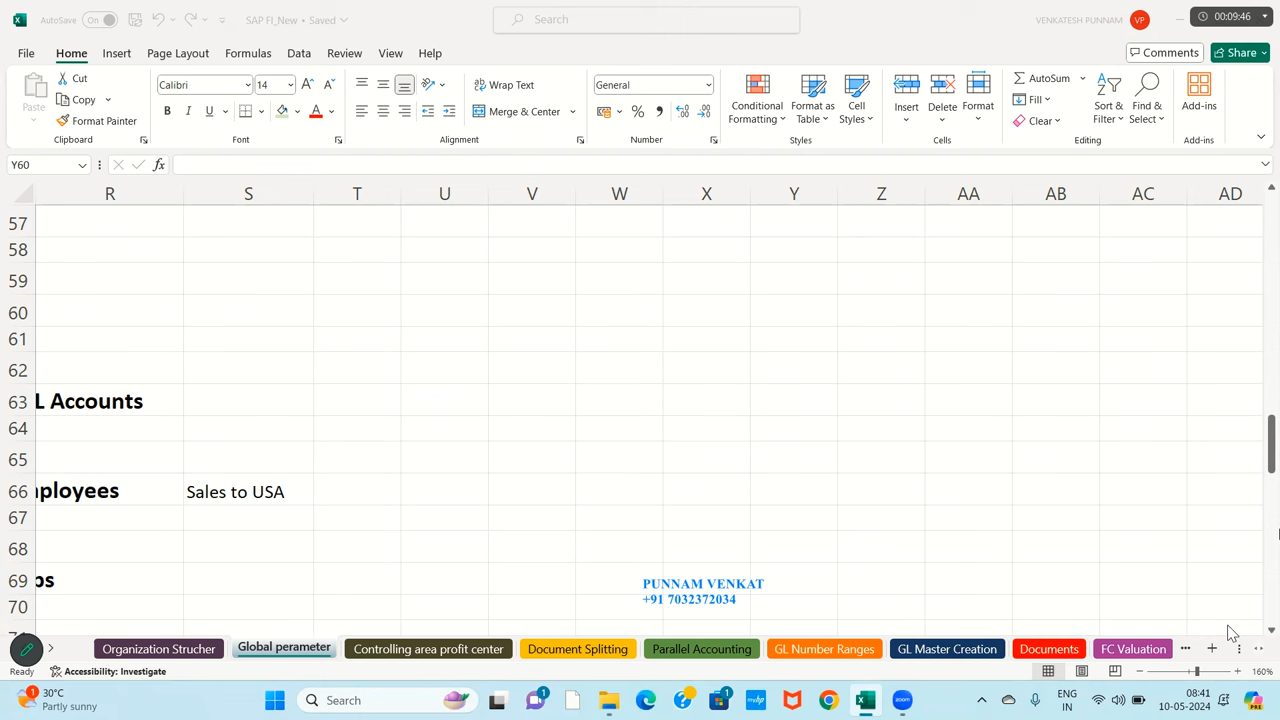 AutoSave On SAP FI_New • Saved Search VENKATESH PUNNAM VP 00:09:46
File Home Insert Page Layout Formulas Data Review View Help Comments Share
Paste Cut Copy Format Painter Clipboard
Calibri 14 B I U A Font
Wrap Text Merge & Center Alignment
General % , Number
Conditional Formatting Format as Table Cell Styles Styles
Insert Delete Format Cells
AutoSum Fill Clear Sort & Filter Find & Select Editing
Add-ins Add-ins
Y60 fx
R S T U V W X Y Z AA AB AC AD
57
58
59
60
61
62
63 L Accounts
64
65
66 ployees Sales to USA
67
68
69 ps
PUNNAM VENKAT
70
+91 7032372034
Organization Strucher Global perameter Controlling area profit center Document Splitting Parallel Accounting GL Number Ranges GL Master Creation Documents FC Valuation
Ready Accessibility: Investigate 160%
1 30°C Partly sunny Search 1 1 ENG IN 08:41 10-05-2024